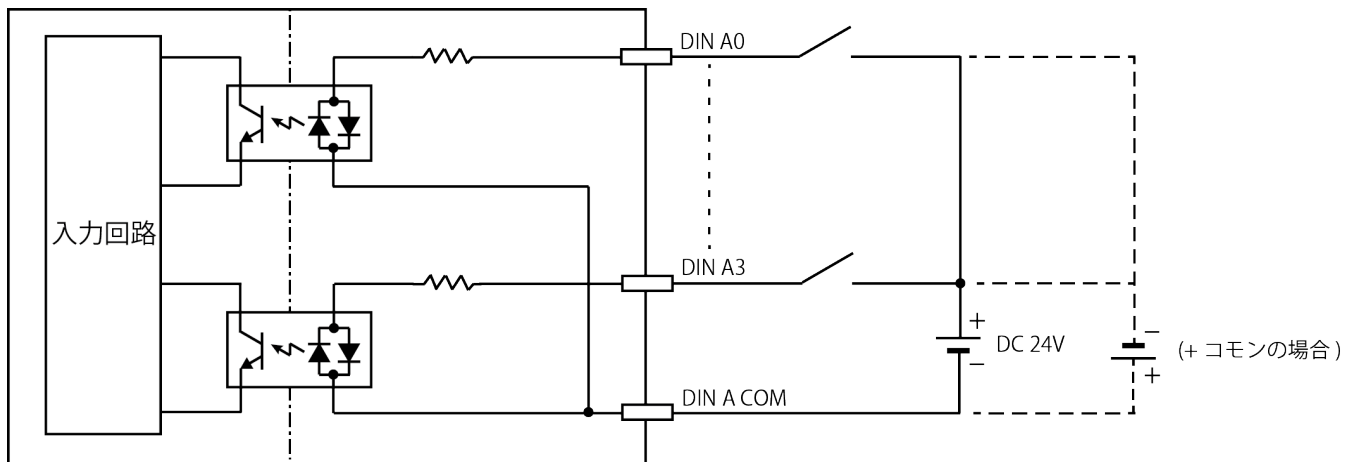 DIN A0
入力回路
DIN A3
+
DC 24V
−
−
(+ コモンの場合 )
+
DIN A COM